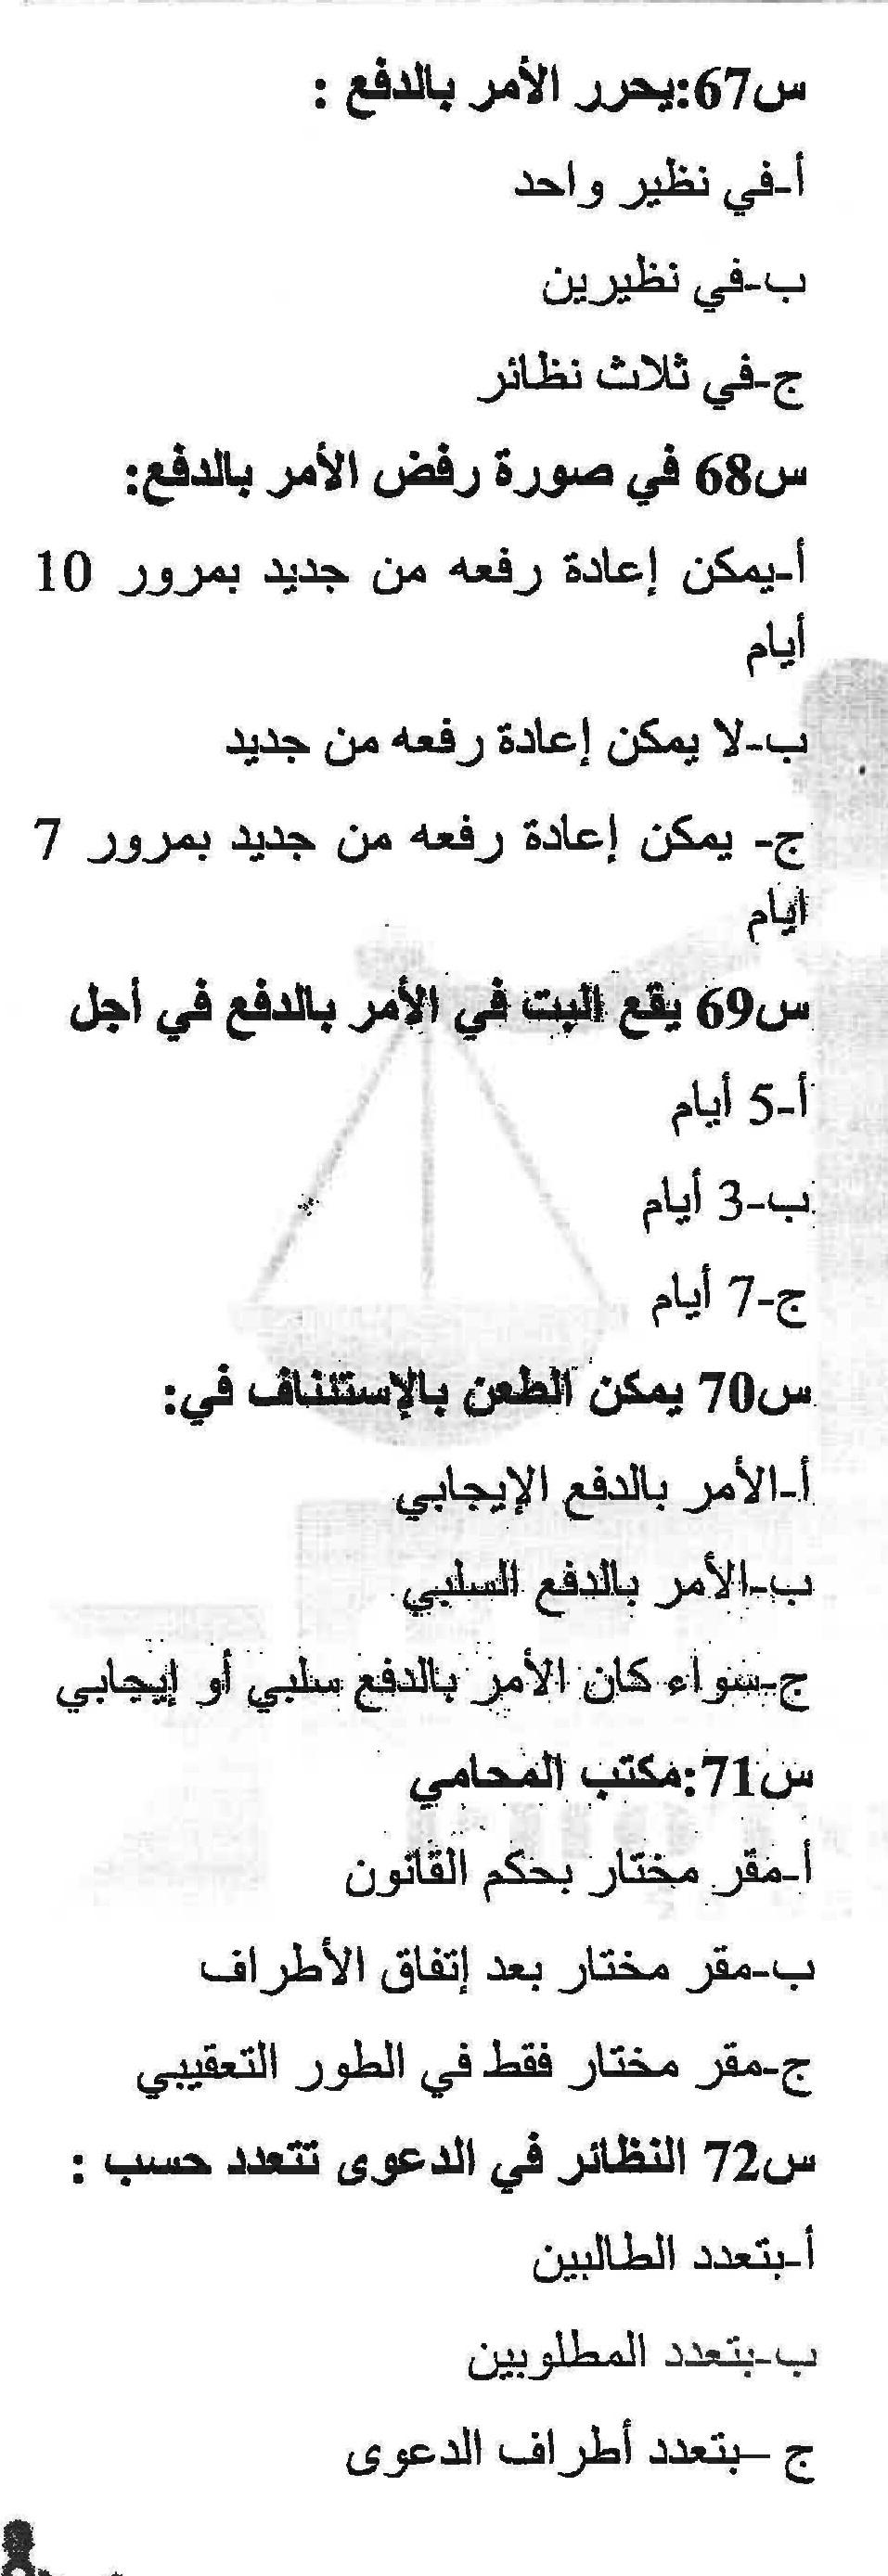 س67:يحرر الأمر بالدفع :
أ-في نظير واحد
ب-في نظيرين
ج-في ثلاث نظائر
س68 في صورة رفض الأمر بالدفع:
أ-يمكن إعادة رفعه من جديد بمرور 10
أيام
ب-لا يمكن إعادة رفعه من جديد
ج- يمكن إعادة رفعه من جديد بمرور 7
ايام
س69 يقع البت في الأمر بالدفع في أجل
أ-5 أيام
ب-3 أيام
ج-7 أيام
س70 يمكن الطعن بالإستئناف في:
أ-الأمر بالدفع الإيجابي
ب-الأمر بالدفع السلبي
ج-سواء كان الأمر بالدفع سلبي أو إيجابي
س71:مكتب المحامي
أ-مقر مختار بحكم القانون
ب-مقر مختار بعد إتفاق الأطراف
ج-مقر مختار فقط في الطور التعقيبي
س72 النظائر في الدعوى تتعدد حسب :
أ-بتعدد الطالبين
ب-بتعدد المطلوبين
ج –بتعدد أطراف الدعوى